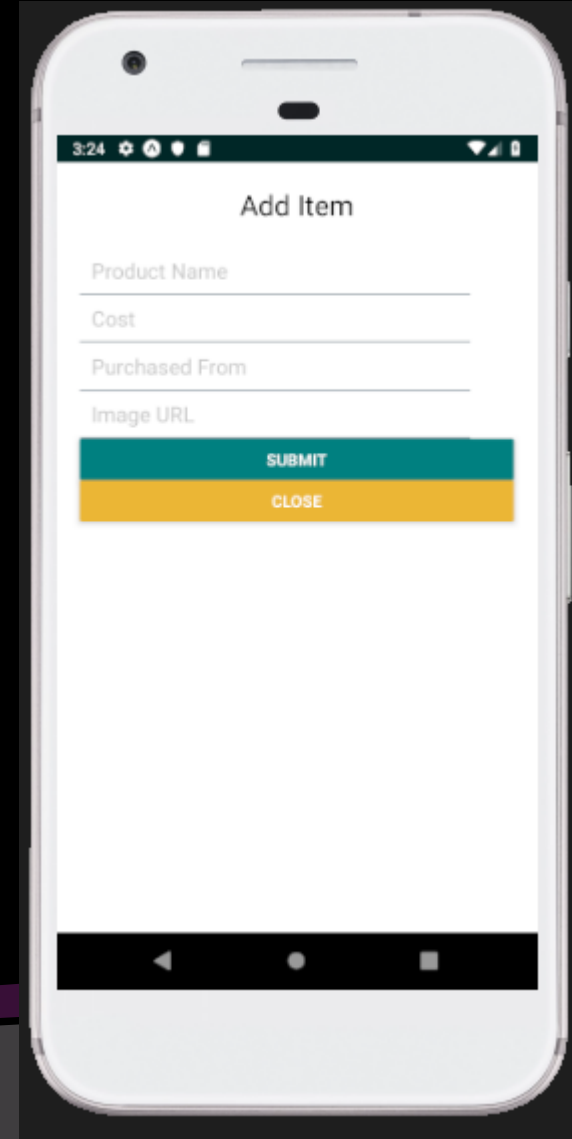 3:24
Add Item
Product Name
Cost
Purchased From
Image URL
SUBMIT
CLOSE